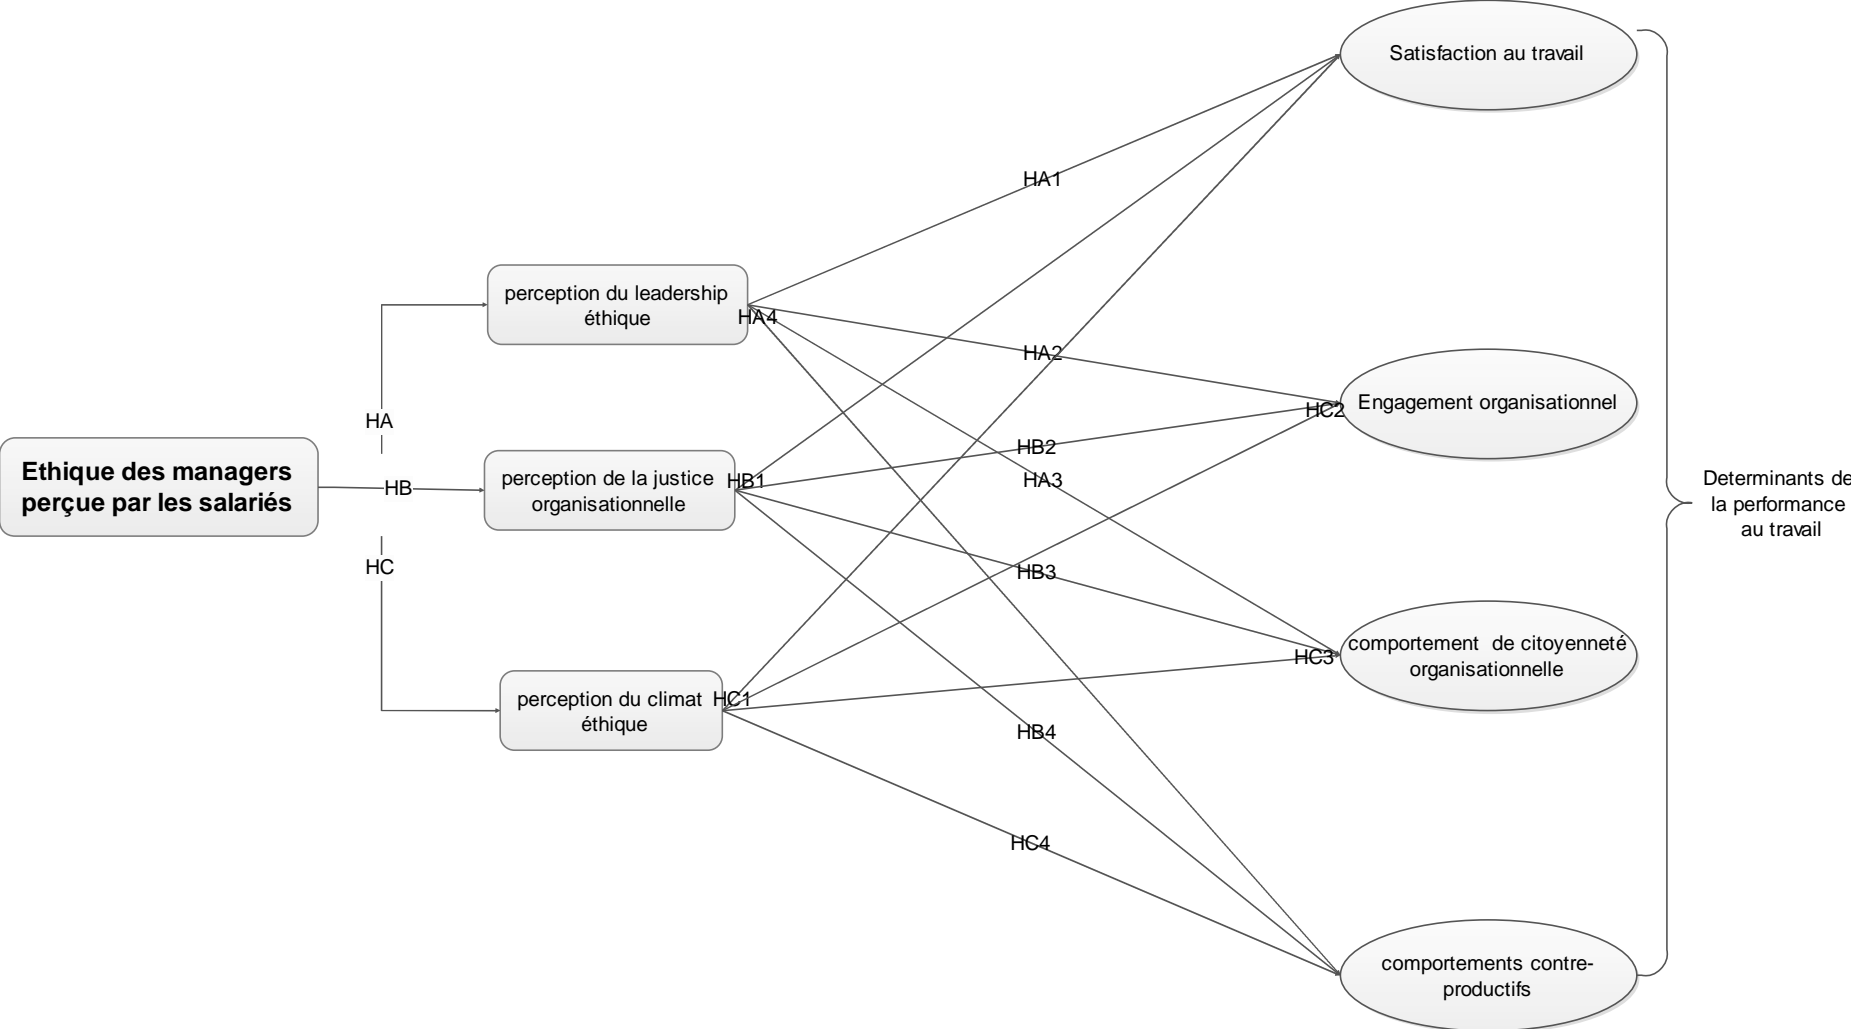 Satisfaction au travail
HA1
perception du leadership
éthique
HA4
HA2
HA
Engagement organisationnel
HC2
HB2
Ethique des managers
perçue par les salariés
HB
perception de la justice
organisationnelle
HB1
HA3
Determinants de
la performance
au travail
HC
HB3
comportement de citoyenneté
organisationnelle
HC3
perception du climat
éthique
HC1
HB4
HC4
comportements contre-
productifs